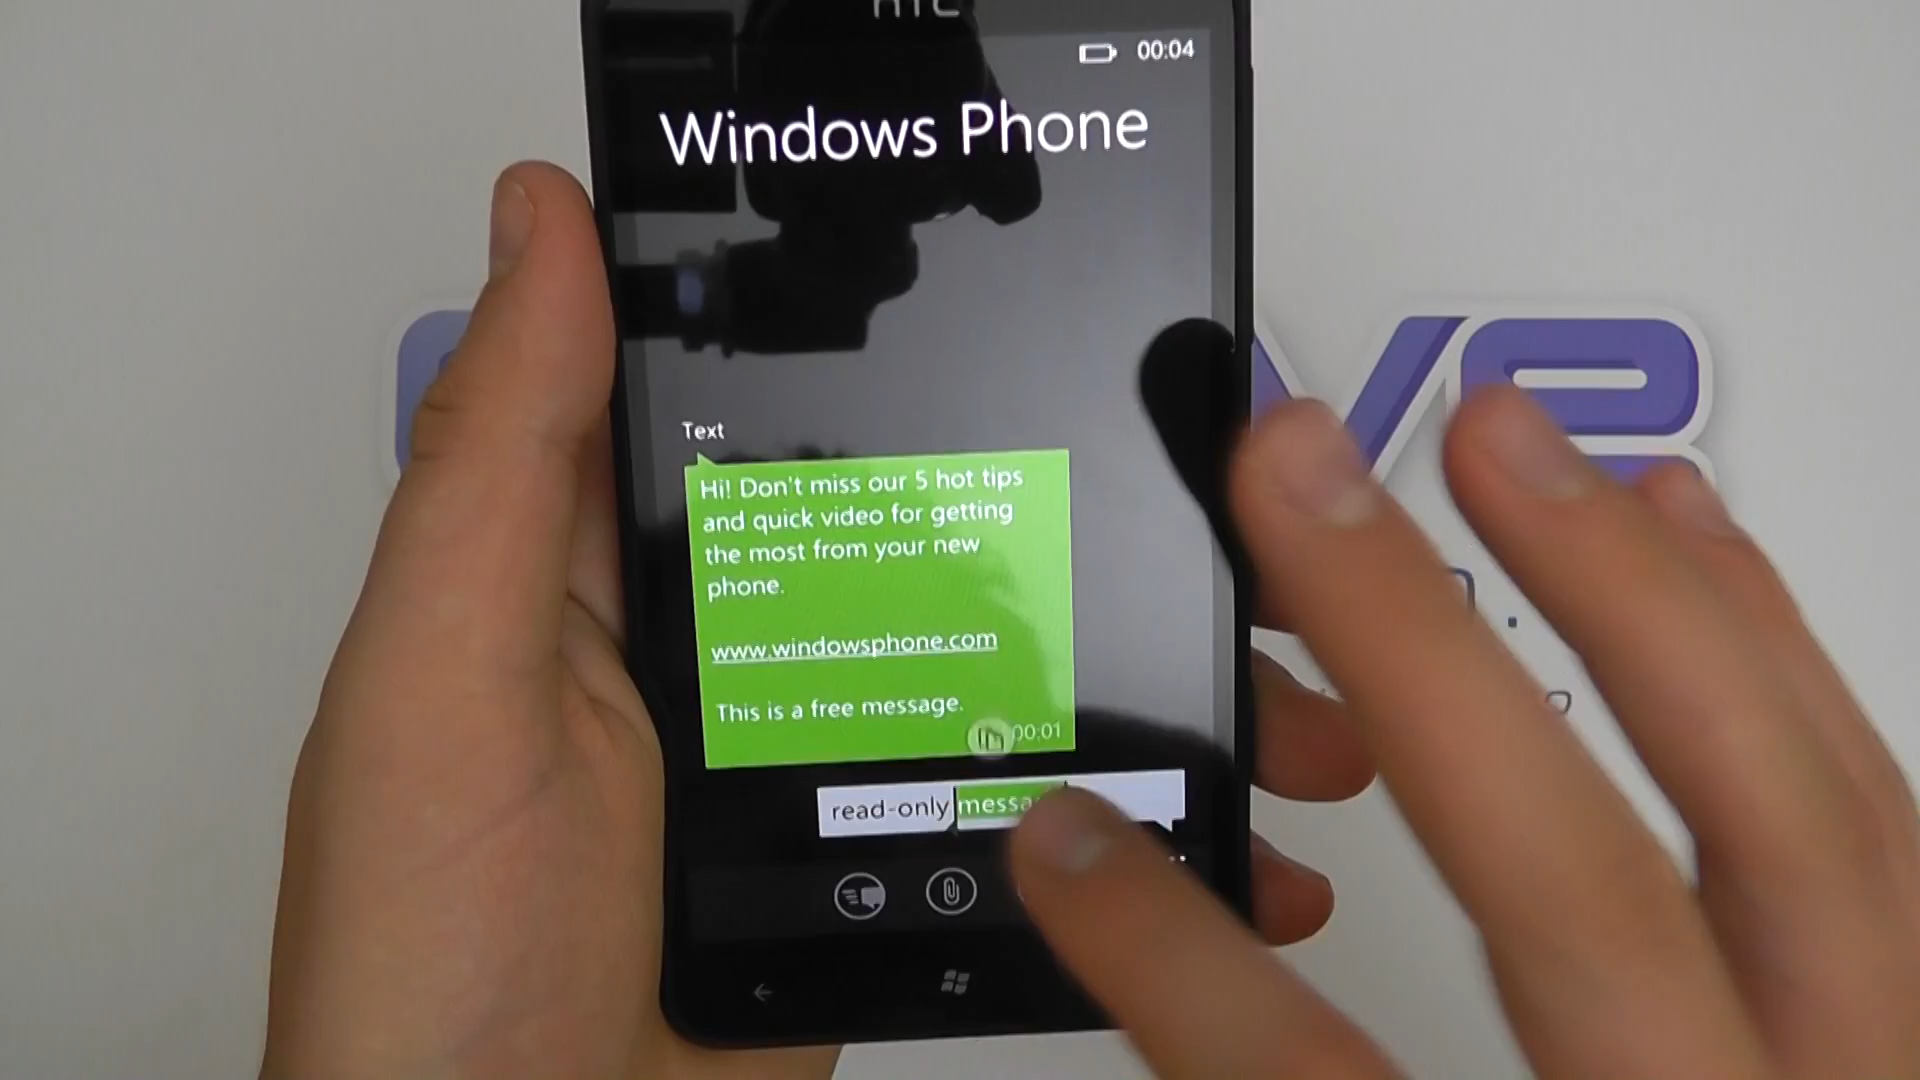 hTC
00:04
Windows Phone
Text
Hi! Don't miss our 5 hot tips
and quick video for getting
the most from your new
phone.
www.windowsphone.com
This is a free message.
00:01
read-only